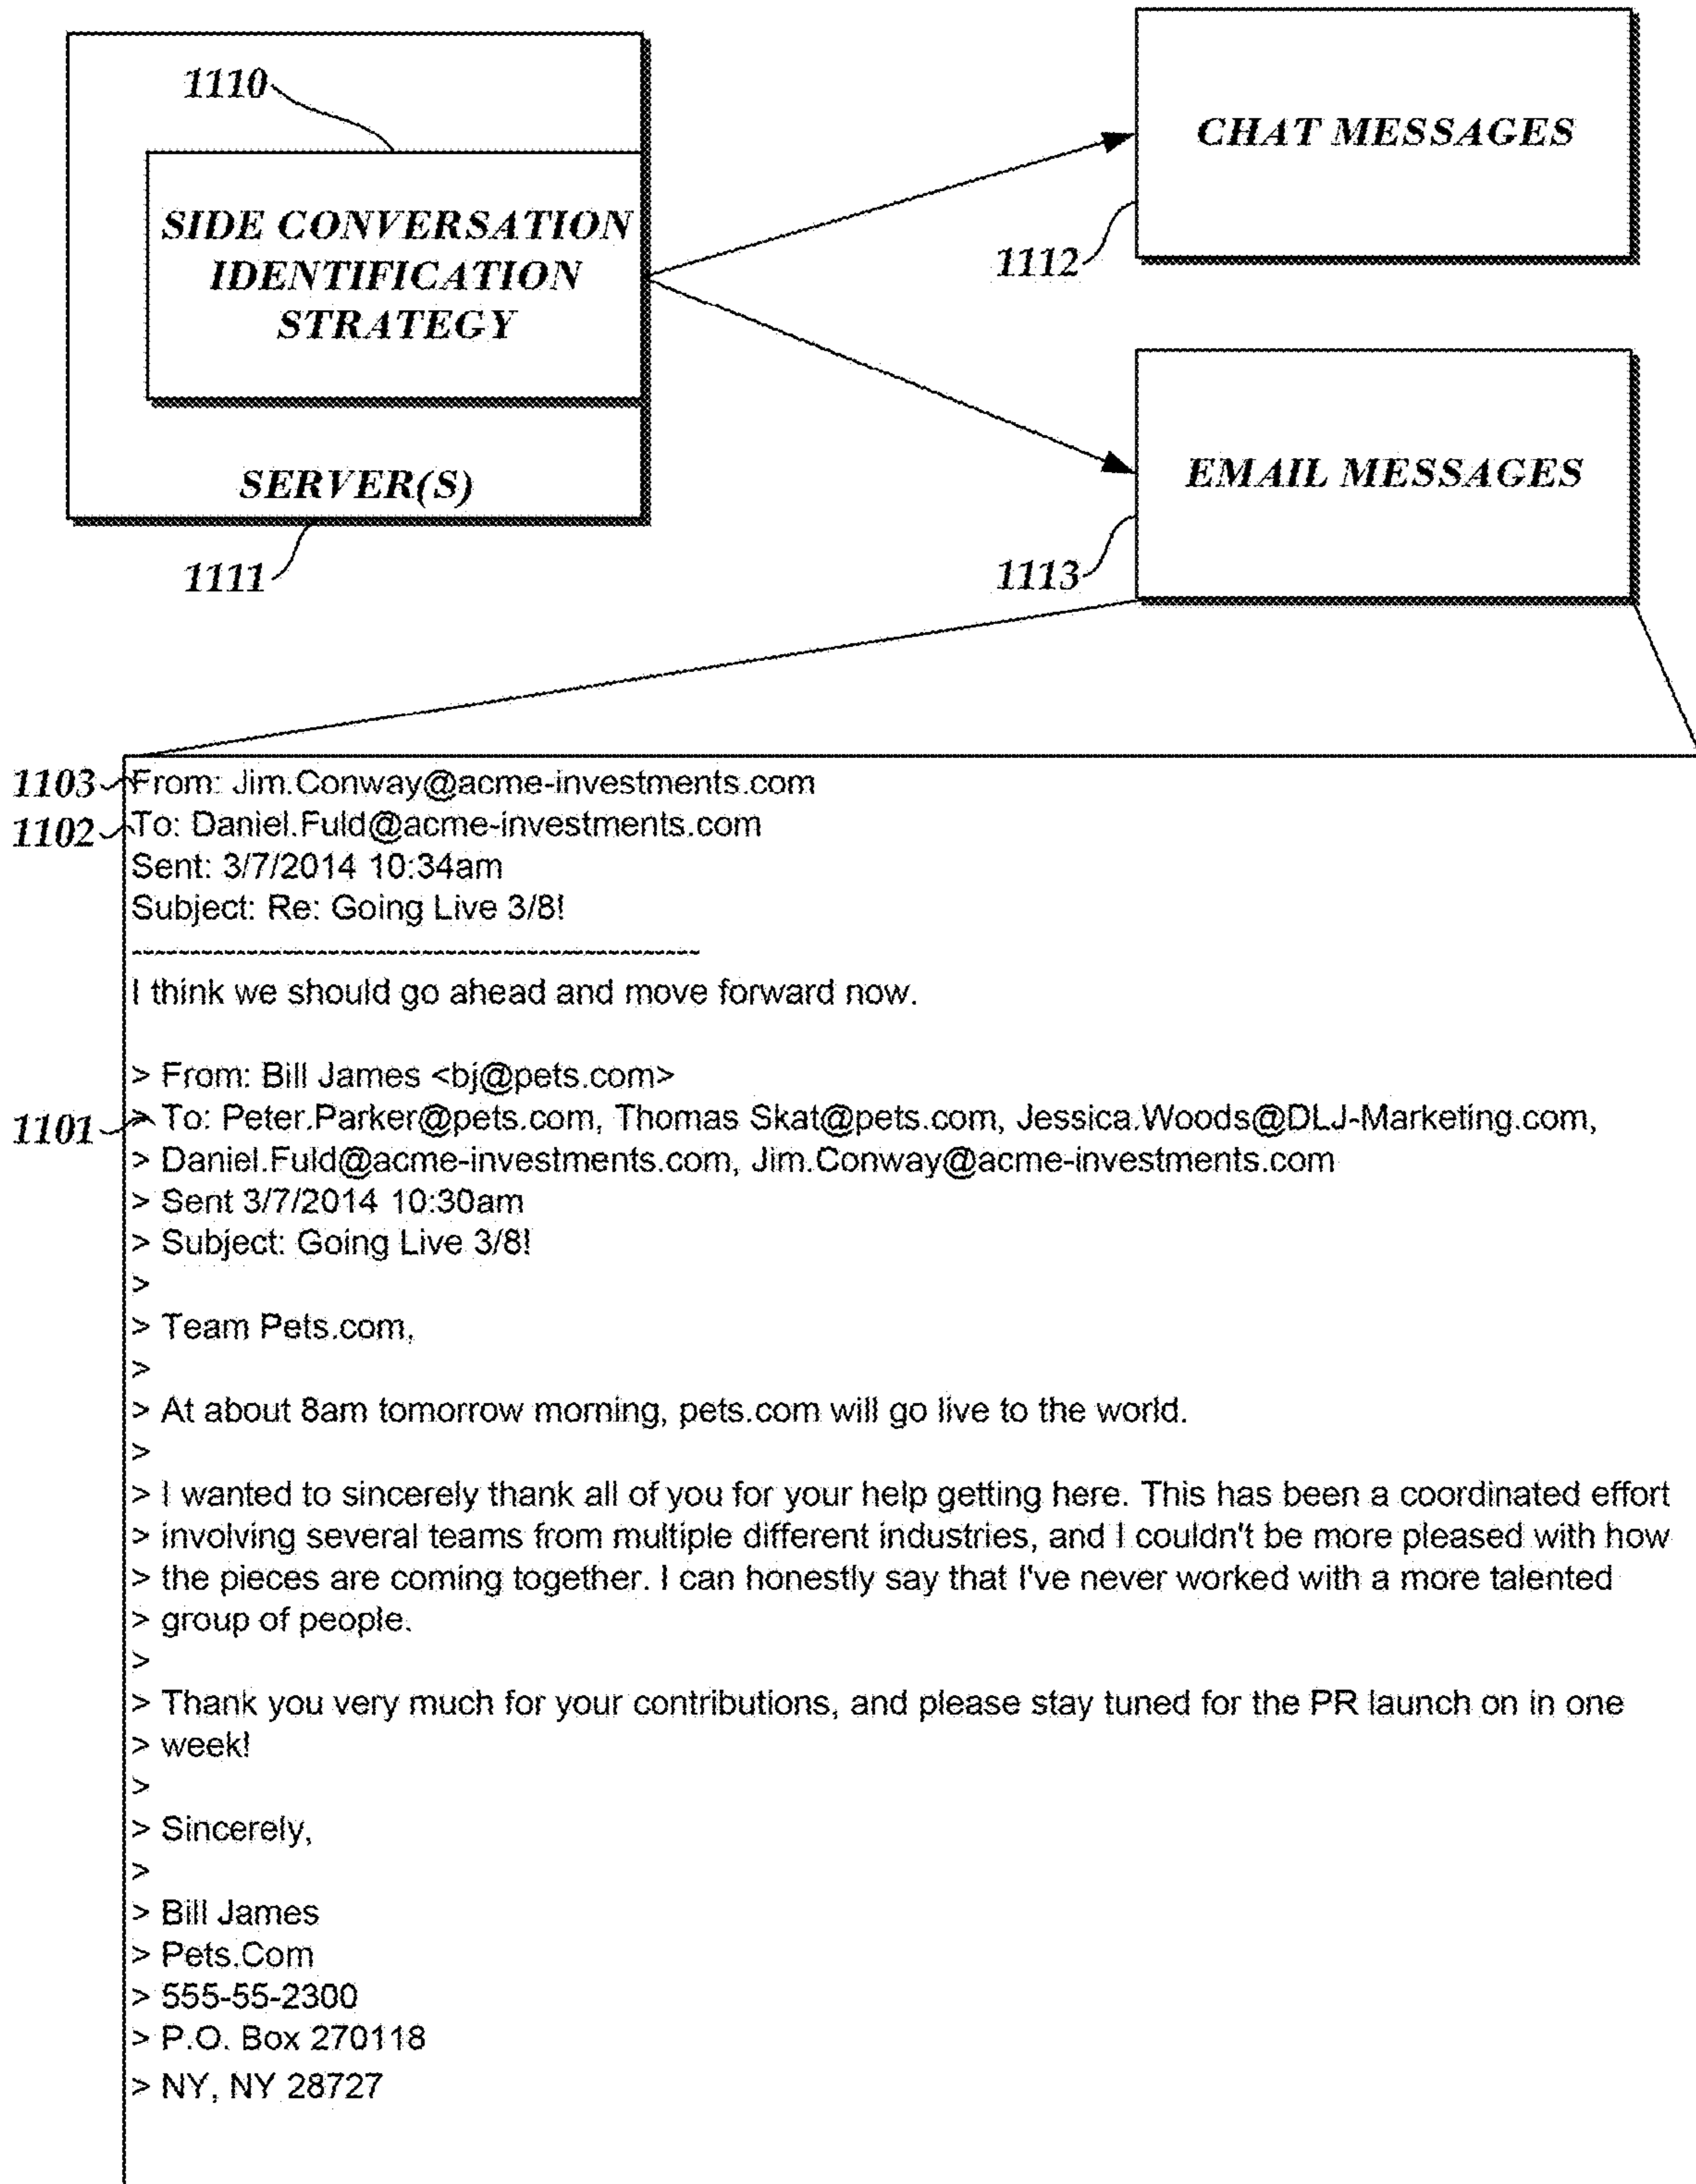 1110
SIDE CONVERSATION
IDENTIFICATION
STRATEGY
SERVER(S)
1111
CHAT MESSAGES
1112
EMAIL MESSAGES
1113
1103 From: Jim.Conway@acme-investments.com
1102 To: Daniel.Fuld@acme-investments.com
Sent: 3/7/2014 10:34am
Subject: Re: Going Live 3/8!
--------------------------------------------------
I think we should go ahead and move forward now.
> From: Bill James <bj@pets.com>
1101 > To: Peter.Parker@pets.com, Thomas Skat@pets.com, Jessica.Woods@DLJ-Marketing.com,
> Daniel.Fuld@acme-investments.com, Jim.Conway@acme-investments.com
> Sent 3/7/2014 10:30am
> Subject: Going Live 3/8!
>
> Team Pets.com,
>
> At about 8am tomorrow morning, pets.com will go live to the world.
>
> I wanted to sincerely thank all of you for your help getting here. This has been a coordinated effort
> involving several teams from multiple different industries, and I couldn't be more pleased with how
> the pieces are coming together. I can honestly say that I've never worked with a more talented
> group of people.
>
> Thank you very much for your contributions, and please stay tuned for the PR launch on in one
> week!
>
> Sincerely,
>
> Bill James
> Pets.Com
> 555-55-2300
> P.O. Box 270118
> NY, NY 28727